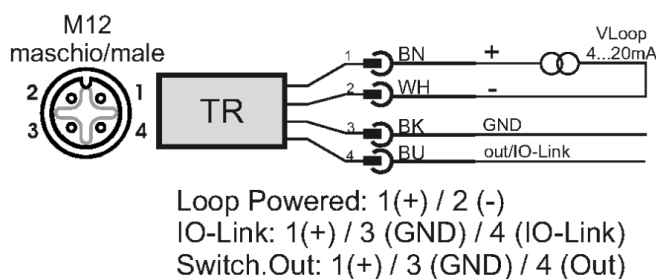 M12
maschio/male
2 1
3 4
TR
1 BN + VLoop
4...20mA
2 WH -
3 BK GND
4 BU out/IO-Link
Loop Powered: 1(+) / 2 (-)
IO-Link: 1(+) / 3 (GND) / 4 (IO-Link)
Switch.Out: 1(+) / 3 (GND) / 4 (Out)